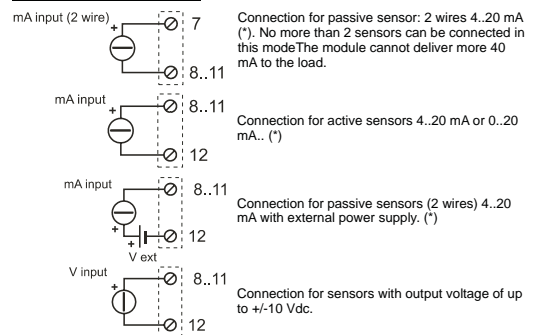 mA input (2 wire)
+
7
8..11
Connection for passive sensor: 2 wires 4..20 mA
(*). No more than 2 sensors can be connected in
this modeThe module cannot deliver more 40
mA to the load.
mA input
+
8..11
12
Connection for active sensors 4..20 mA or 0..20
mA.. (*)
mA input
8..11
+
+
12
V ext
Connection for passive sensors (2 wires) 4..20
mA with external power supply. (*)
V input
+
8..11
12
Connection for sensors with output voltage of up
to +/-10 Vdc.